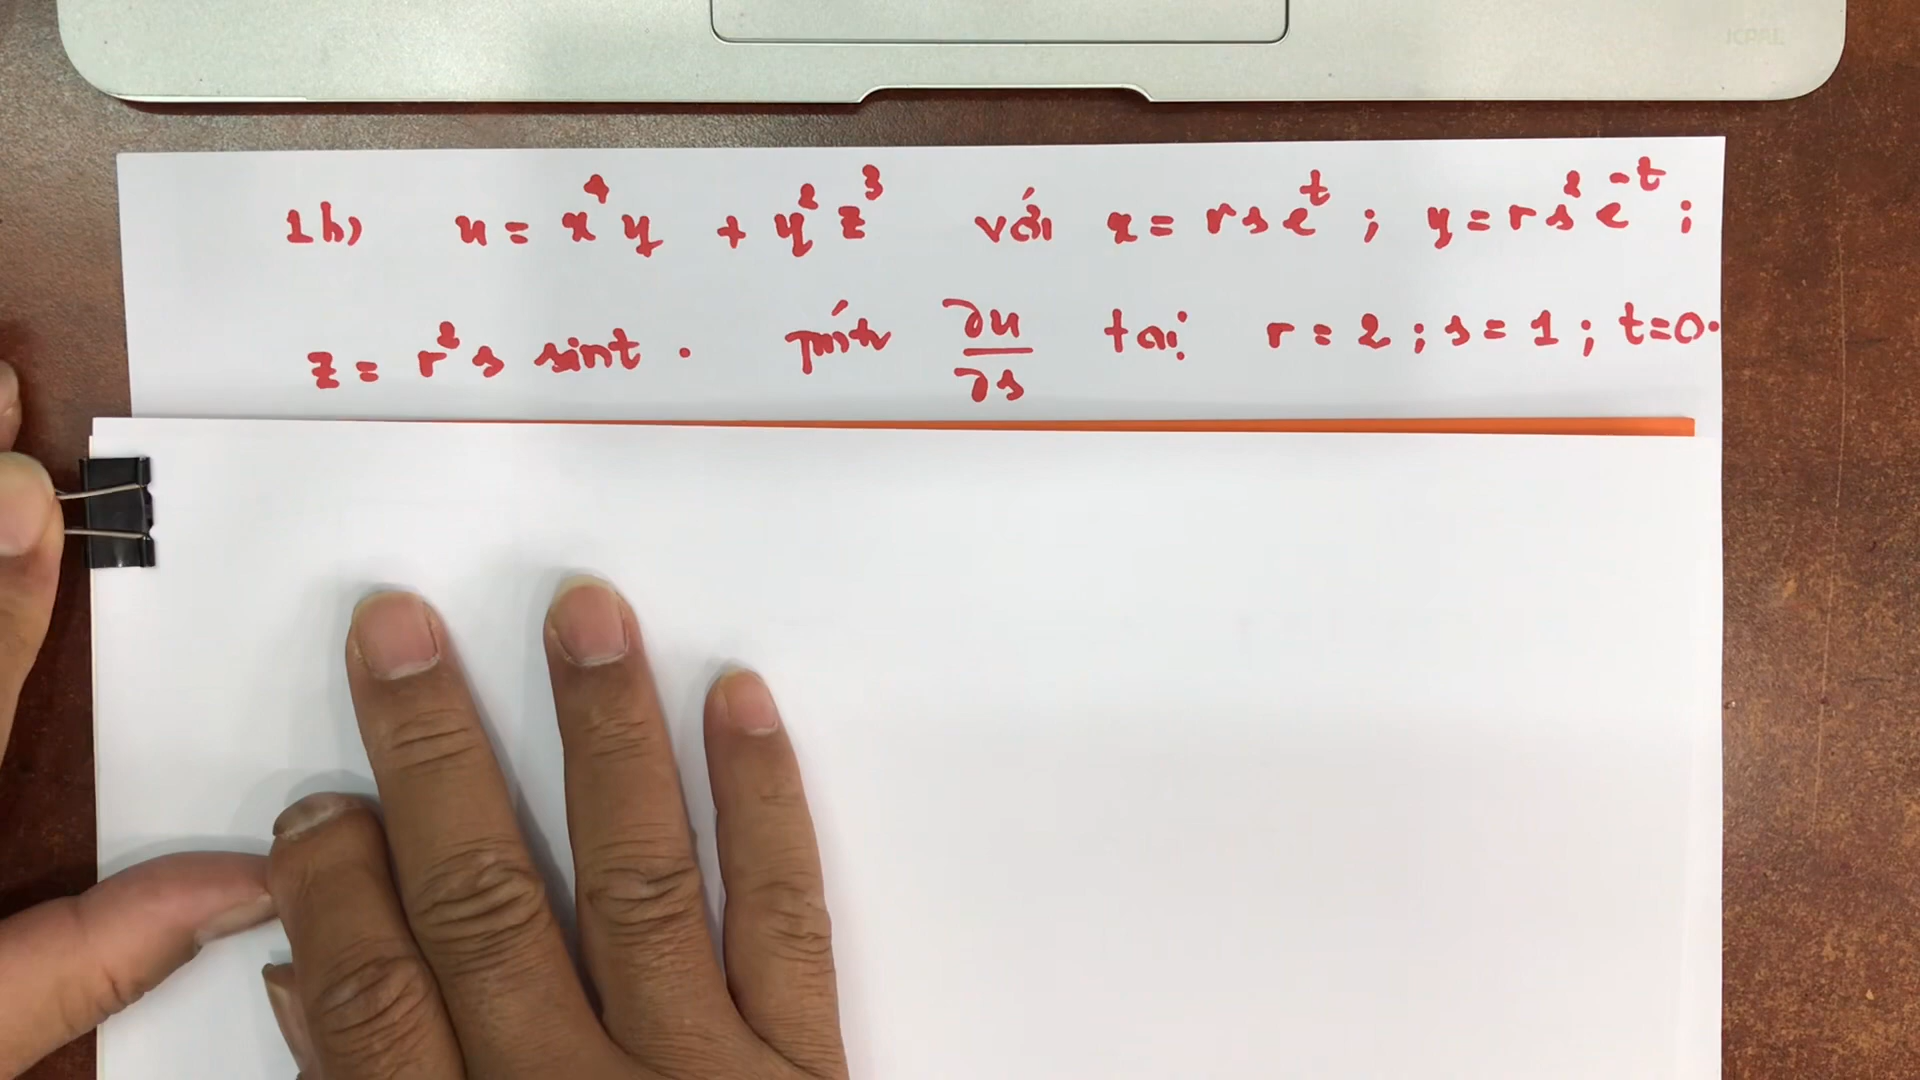 1b) u = x⁴y + y²z³ với x = rse^t ; y = rs²e^-t ;
z = r²s sint . Tính ∂u/∂s tại r = 2 ; s = 1 ; t=0.